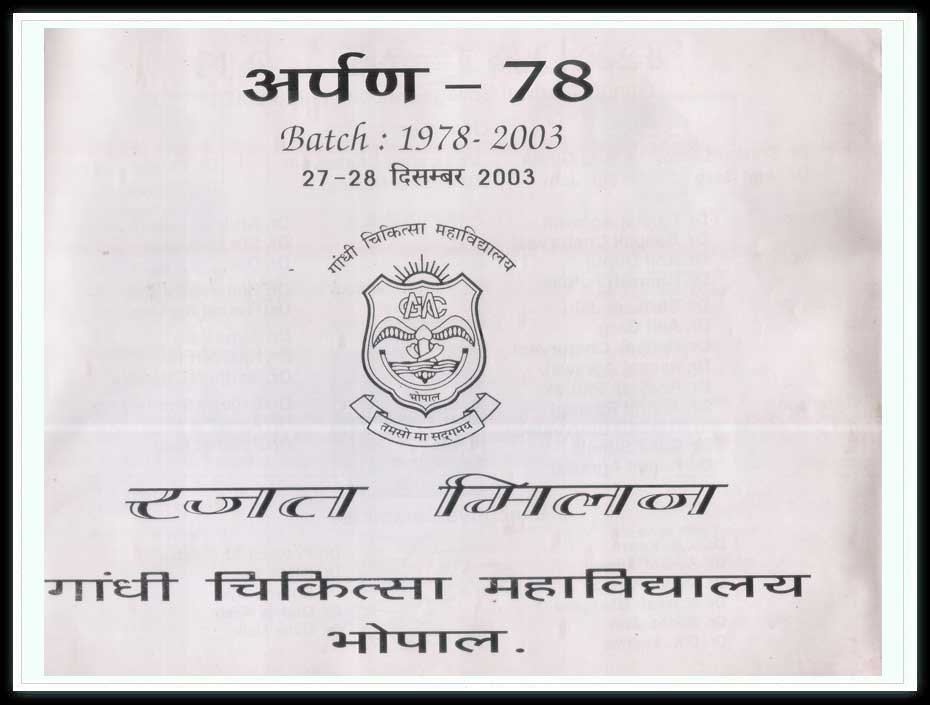 अर्पण – 78
Batch : 1978- 2003
27-28 दिसम्बर 2003
गांधी चिकित्सा महाविद्यालय
GMC
भोपाल
तमसो मा सद्गमय
रजत मिलन
गांधी चिकित्सा महाविद्यालय
भोपाल.